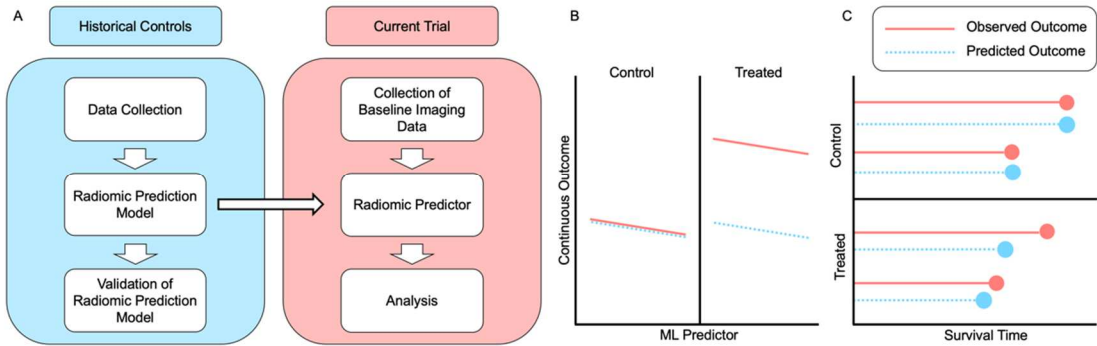 A
Historical Controls
Current Trial
Data Collection
Radiomic Prediction
Model
Validation of
Radiomic Prediction
Model
Collection of
Baseline Imaging
Data
Radiomic Predictor
Analysis
B
Control
Treated
Continuous Outcome
ML Predictor
C
Observed Outcome
Predicted Outcome
Control
Treated
Survival Time